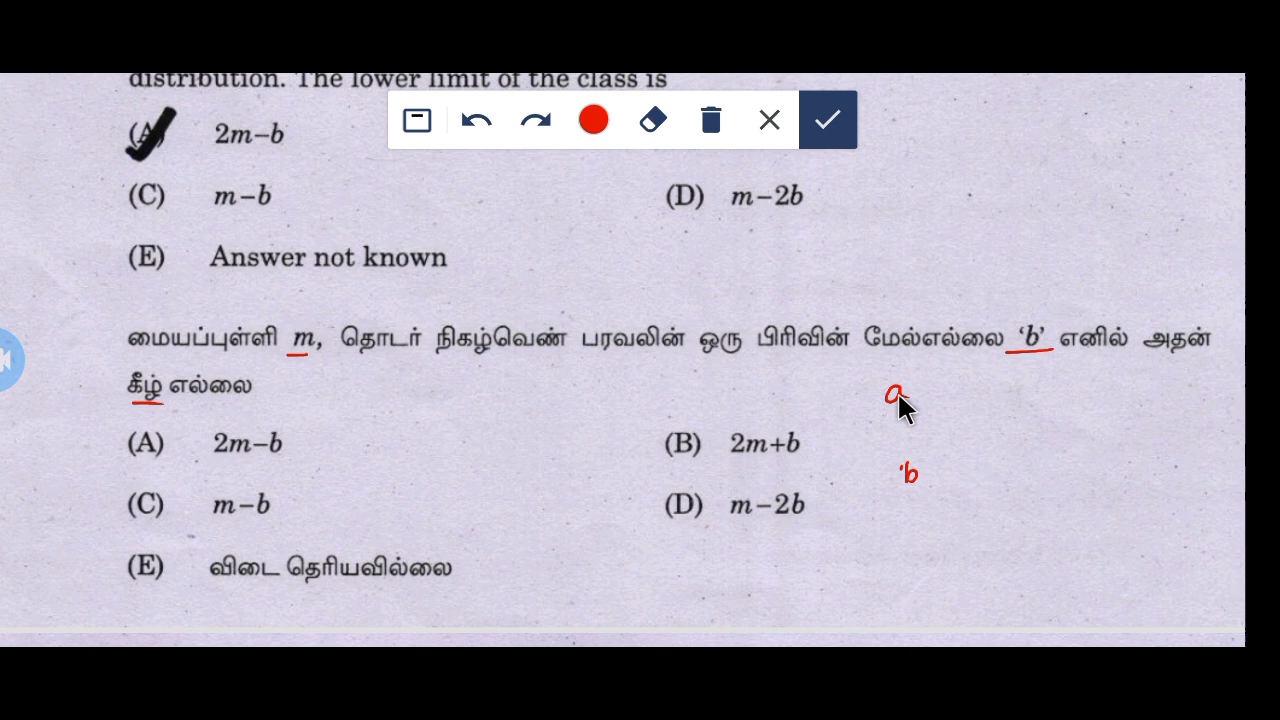 distribution. The lower limit of the class is
(A) 2m–b
(C) m–b (D) m–2b
(E) Answer not known
மையப்புள்ளி m, தொடர் நிகழ்வெண் பரவலின் ஒரு பிரிவின் மேல்எல்லை ‘b’ எனில் அதன்
கீழ் எல்லை
a
(A) 2m–b (B) 2m+b
b
(C) m–b (D) m–2b
(E) விடை தெரியவில்லை